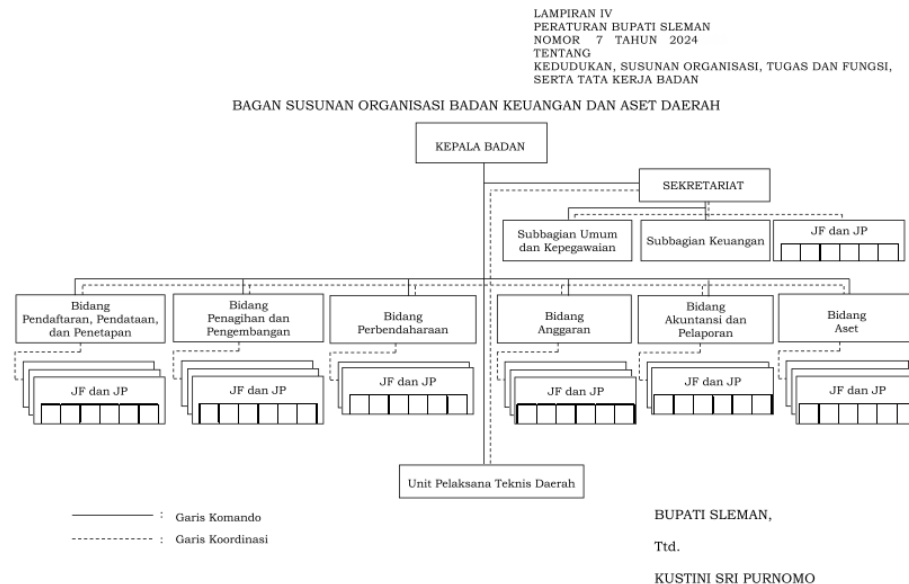 LAMPIRAN IV
PERATURAN BUPATI SLEMAN
NOMOR 7 TAHUN 2024
TENTANG
KEDUDUKAN, SUSUNAN ORGANISASI, TUGAS DAN FUNGSI,
SERTA TATA KERJA BADAN
BAGAN SUSUNAN ORGANISASI BADAN KEUANGAN DAN ASET DAERAH
KEPALA BADAN
SEKRETARIAT
Subbagian Umum
dan Kepegawaian
Subbagian Keuangan
JF dan JP
Bidang
Pendaftaran, Pendataan,
dan Penetapan
Bidang
Penagihan dan
Pengembangan
Bidang
Perbendaharaan
Bidang
Anggaran
Bidang
Akuntansi dan
Pelaporan
Bidang
Aset
JF dan JP
JF dan JP
JF dan JP
JF dan JP
JF dan JP
JF dan JP
Unit Pelaksana Teknis Daerah
: Garis Komando
: Garis Koordinasi
BUPATI SLEMAN,
Ttd.
KUSTINI SRI PURNOMO